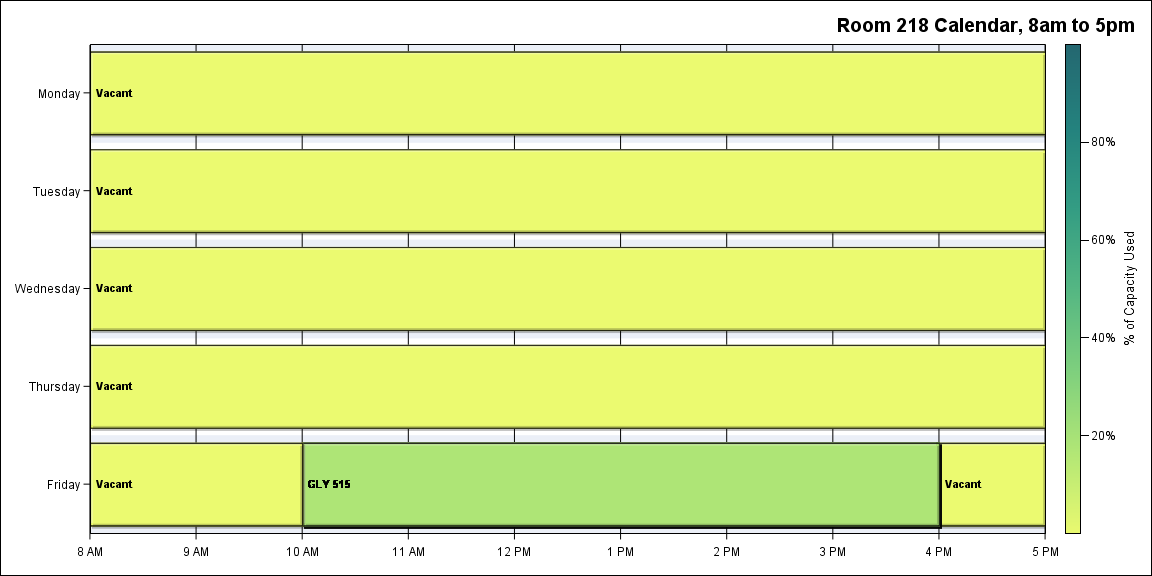 Room 218 Calendar, 8am to 5pm
Monday
Vacant
Tuesday
Vacant
Wednesday
Vacant
Thursday
Vacant
Friday
Vacant
GLY 515
Vacant
8 AM
9 AM
10 AM
11 AM
12 PM
1 PM
2 PM
3 PM
4 PM
5 PM
80%
60%
40%
20%
% of Capacity Used